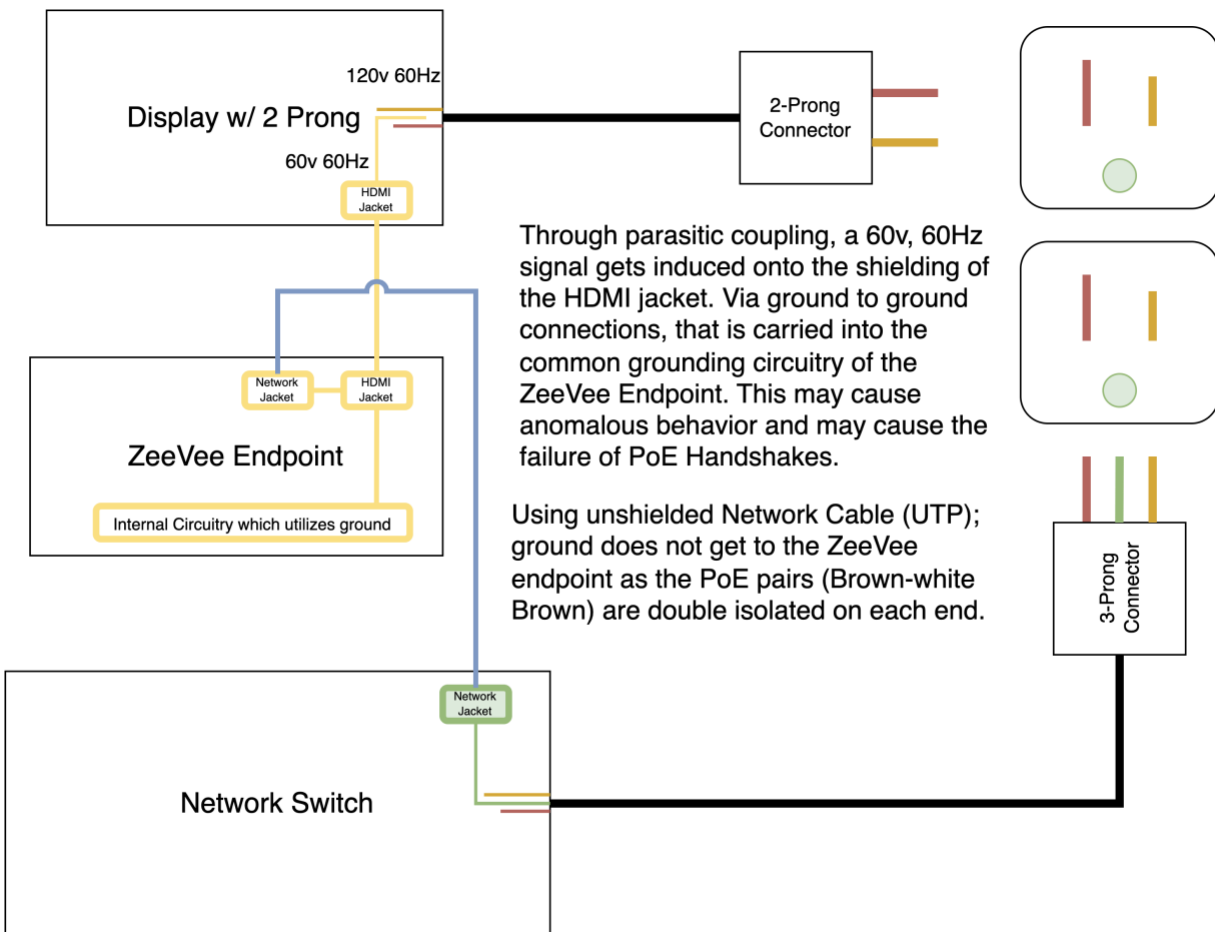 120v 60Hz
Display w/ 2 Prong
60v 60Hz
HDMI
Jacket
2-Prong
Connector
Through parasitic coupling, a 60v, 60Hz
signal gets induced onto the shielding of
the HDMI jacket. Via ground to ground
connections, that is carried into the
common grounding circuitry of the
ZeeVee Endpoint. This may cause
anomalous behavior and may cause the
failure of PoE Handshakes.
Network
Jacket
HDMI
Jacket
ZeeVee Endpoint
Internal Circuitry which utilizes ground
Using unshielded Network Cable (UTP);
ground does not get to the ZeeVee
endpoint as the PoE pairs (Brown-white
Brown) are double isolated on each end.
3-Prong
Connector
Network
Jacket
Network Switch